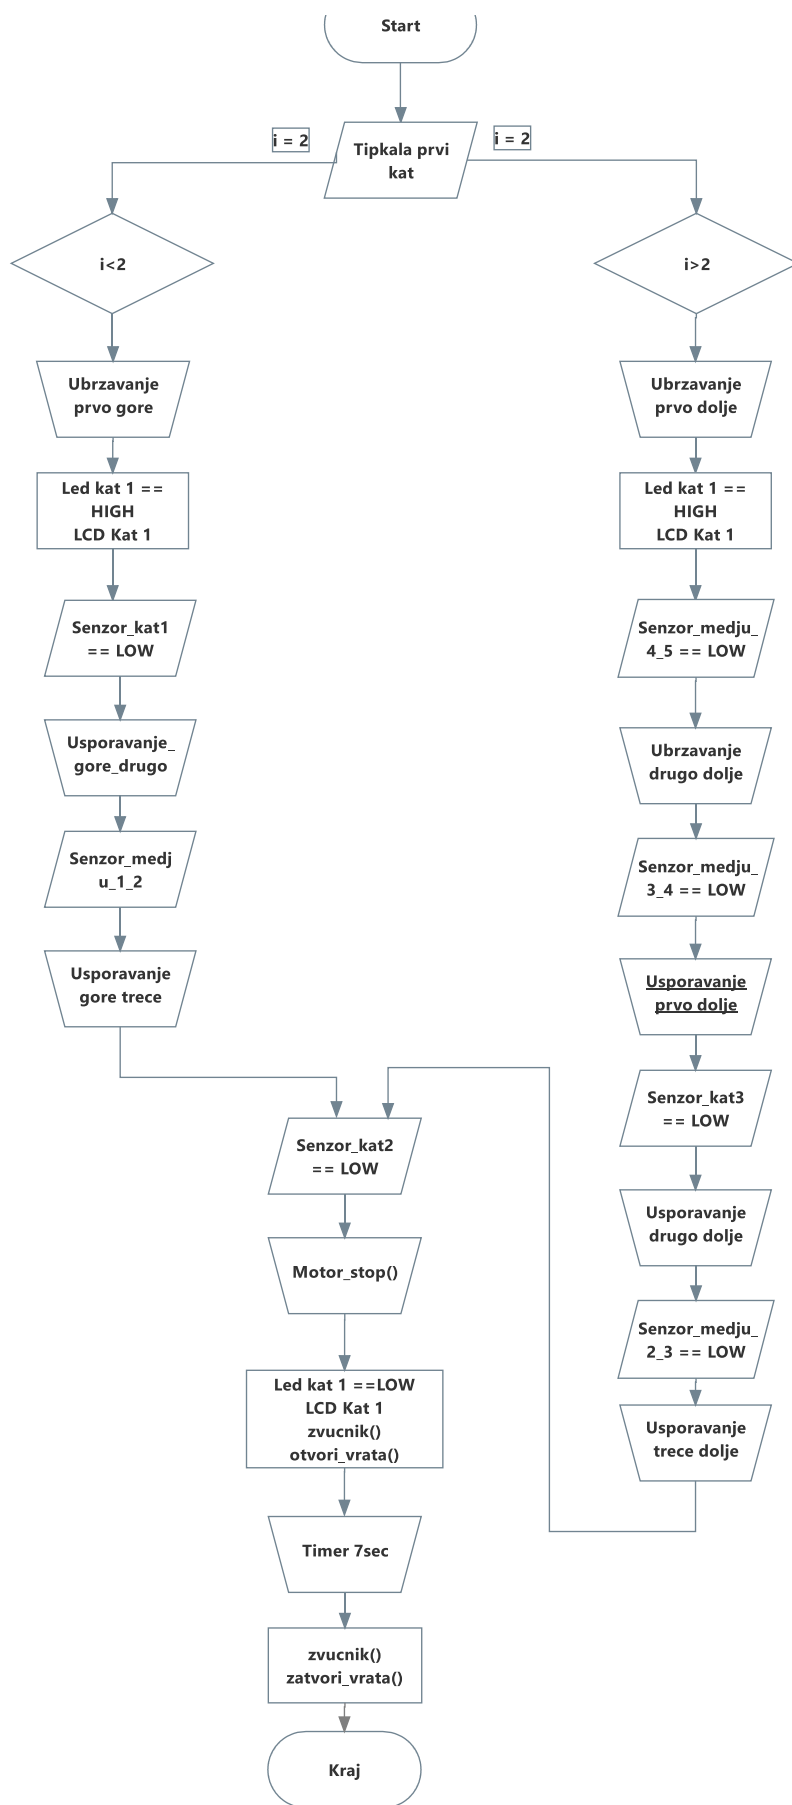 Start
i = 2
i = 2
Tipkala prvi
kat
i<2
i>2
Ubrzavanje
prvo gore
Ubrzavanje
prvo dolje
Led kat 1 ==
HIGH
LCD Kat 1
Led kat 1 ==
HIGH
LCD Kat 1
Senzor_kat1
== LOW
Senzor_medju_
4_5 == LOW
Usporavanje_
gore_drugo
Ubrzavanje
drugo dolje
Senzor_medj
u_1_2
Senzor_medju_
3_4 == LOW
Usporavanje
gore trece
Usporavanje
prvo dolje
Senzor_kat3
== LOW
Senzor_kat2
== LOW
Usporavanje
drugo dolje
Motor_stop()
Senzor_medju_
2_3 == LOW
Led kat 1 ==LOW
LCD Kat 1
zvucnik()
otvori_vrata()
Usporavanje
trece dolje
Timer 7sec
zvucnik()
zatvori_vrata()
Kraj